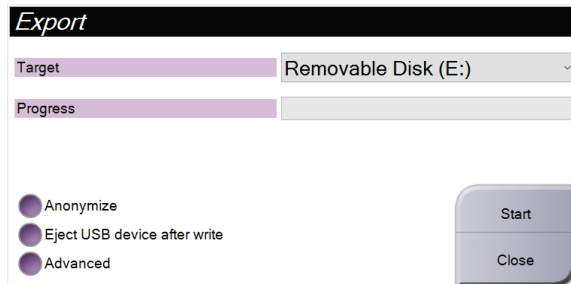 Export
Target
Removable Disk (E:)
Progress
Anonymize
Eject USB device after write
Advanced
Start
Close